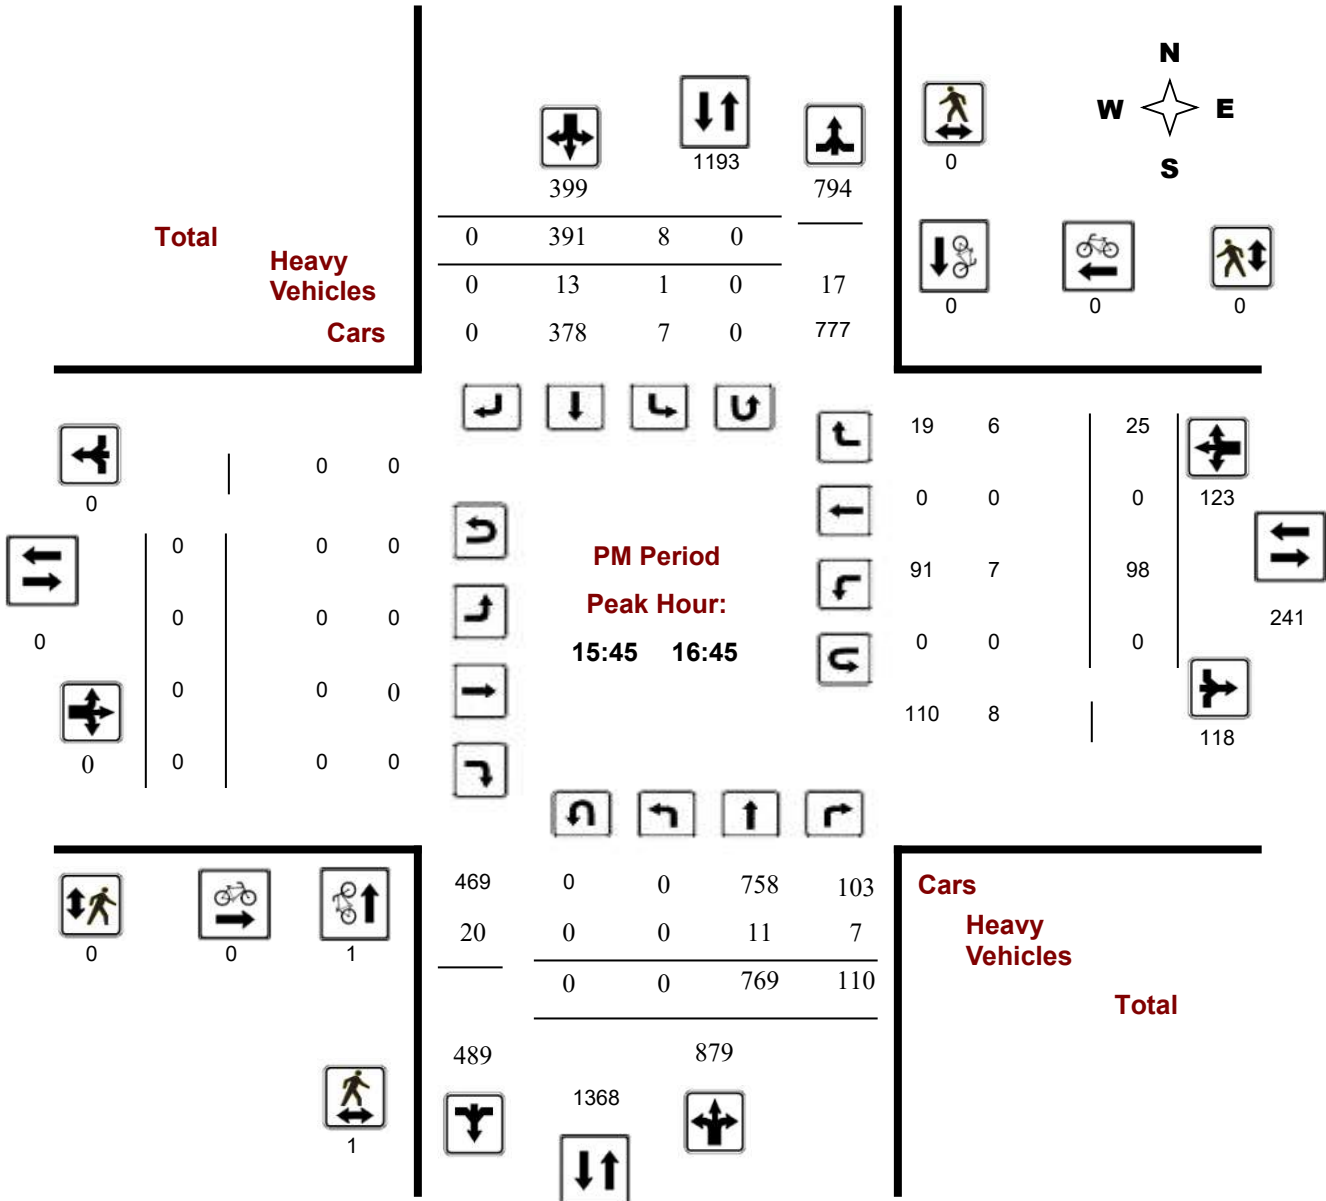 N
W E
S
1193
0
399 794
Total
0 391 8 0
Heavy
Vehicles
0 13 1 0 17
0 0 0
Cars
0 378 7 0 777
19 6 25
0 0
0
0 0 0 123
0 0 0
PM Period
91 7 98
Peak Hour:
0 0 0
241
0
15:45 16:45
0 0 0
0 0 0
110 8
118
0
0 0 0
469 0 0 758 103
Cars
20 0 0 11 7
Heavy
Vehicles
0 0 1
0 0 769 110
Total
489 879
1368
1